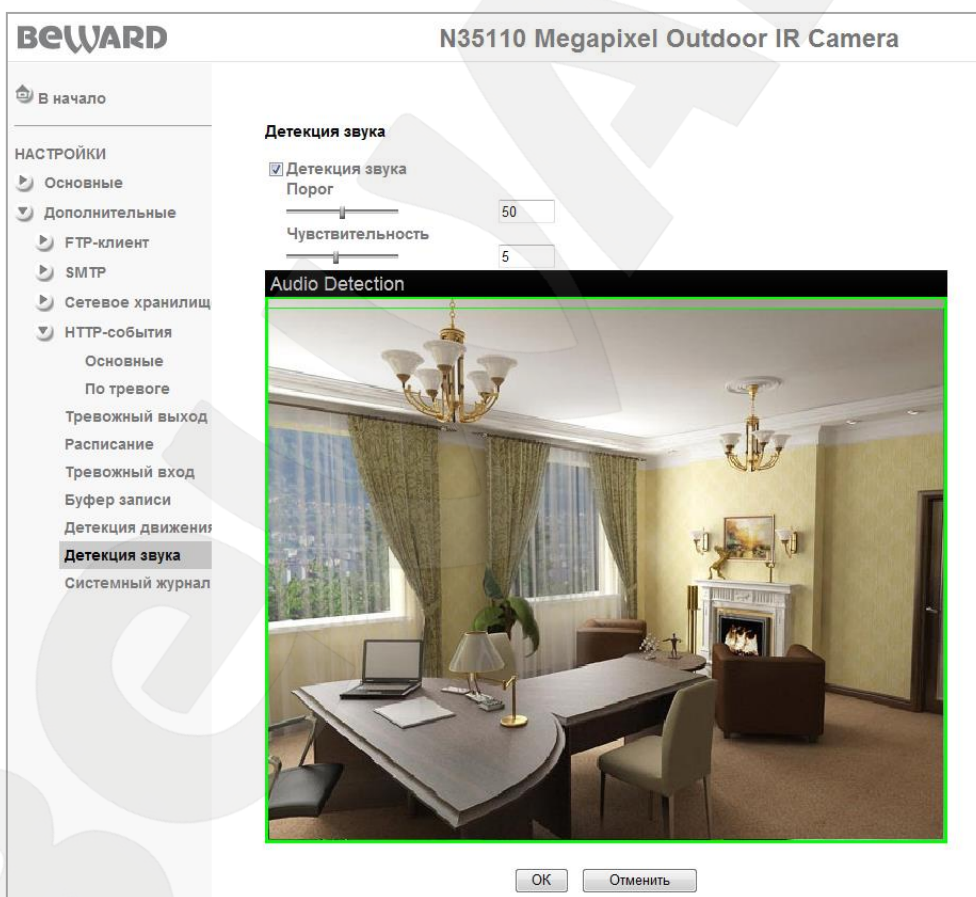 BEWARD
N35110 Megapixel Outdoor IR Camera
В начало
НАСТРОЙКИ
Основные
Дополнительные
FTP-клиент
SMTP
Сетевое хранилищ
HTTP-события
Основные
По тревоге
Тревожный выход
Расписание
Тревожный вход
Буфер записи
Детекция движения
Детекция звука
Системный журнал
Детекция звука
Детекция звука
Порог
50
Чувствительность
5
Audio Detection
OK
Отменить